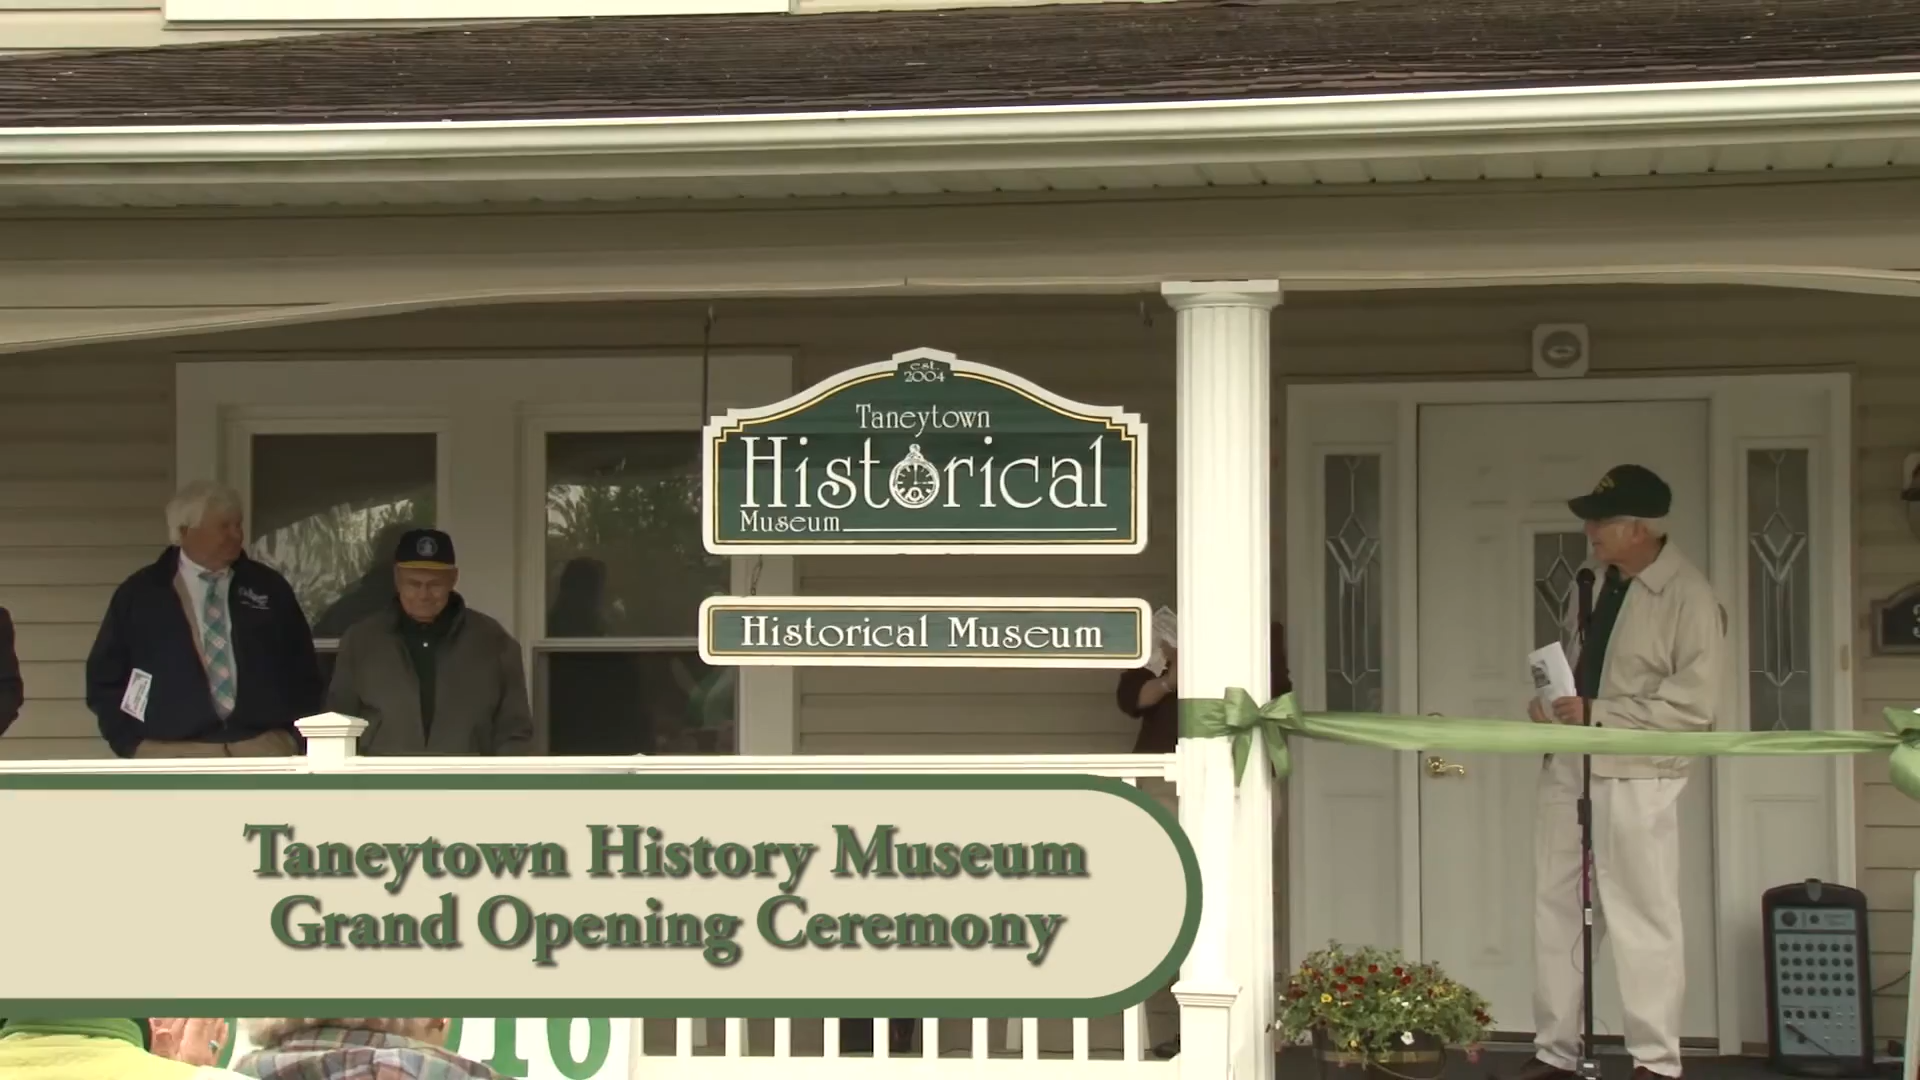 est.
2004
Taneytown
Historical
Museum
Historical Museum
Taneytown History Museum
Grand Opening Ceremony